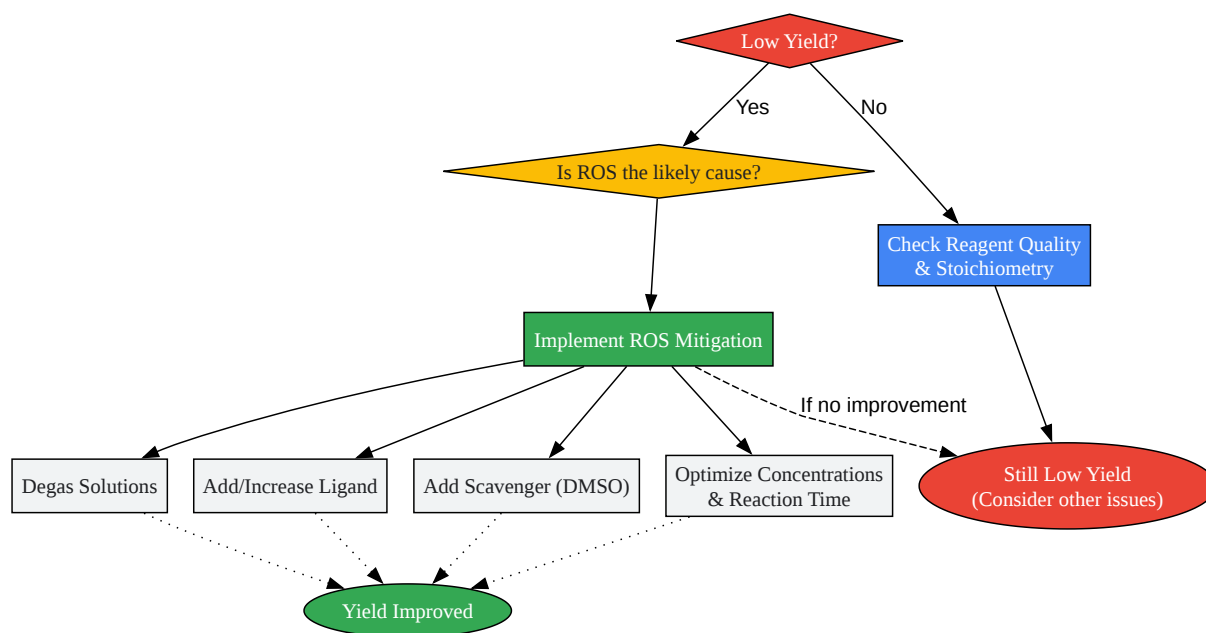 Low Yield?
Yes
No
Is ROS the likely cause?
Check Reagent Quality
& Stoichiometry
Implement ROS Mitigation
If no improvement
Degas Solutions
Add/Increase Ligand
Add Scavenger (DMSO)
Optimize Concentrations
& Reaction Time
Still Low Yield
(Consider other issues)
Yield Improved